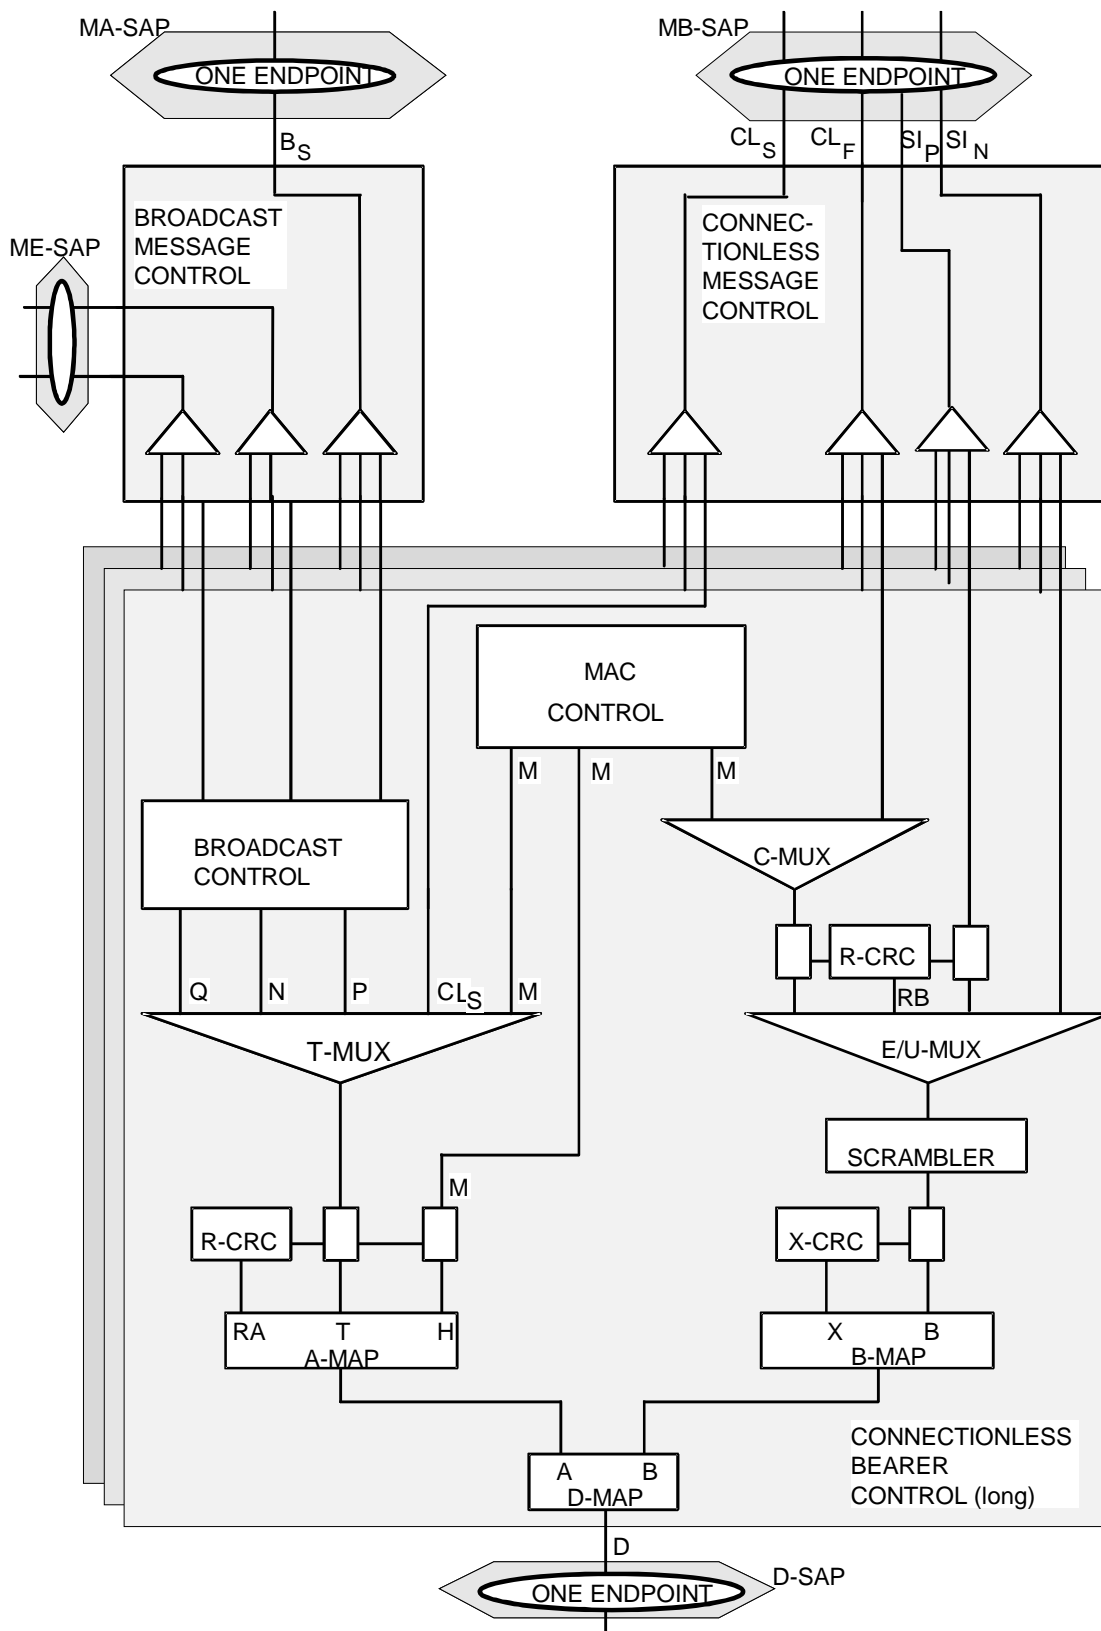 MA-SAP
MB-SAP
ONE ENDPOINT
ONE ENDPOINT
BS
CLS
CLF
SIP
SIN
BROADCAST
MESSAGE
CONTROL
CONNEC-
TIONLESS
MESSAGE
CONTROL
ME-SAP
MAC
CONTROL
M
M
M
BROADCAST
CONTROL
C-MUX
R-CRC
Q
N
P
CLS
M
RB
T-MUX
E/U-MUX
SCRAMBLER
M
R-CRC
X-CRC
RA
T
H
A-MAP
X
B
B-MAP
CONNECTIONLESS
BEARER
CONTROL (long)
A
B
D-MAP
D
D-SAP
ONE ENDPOINT